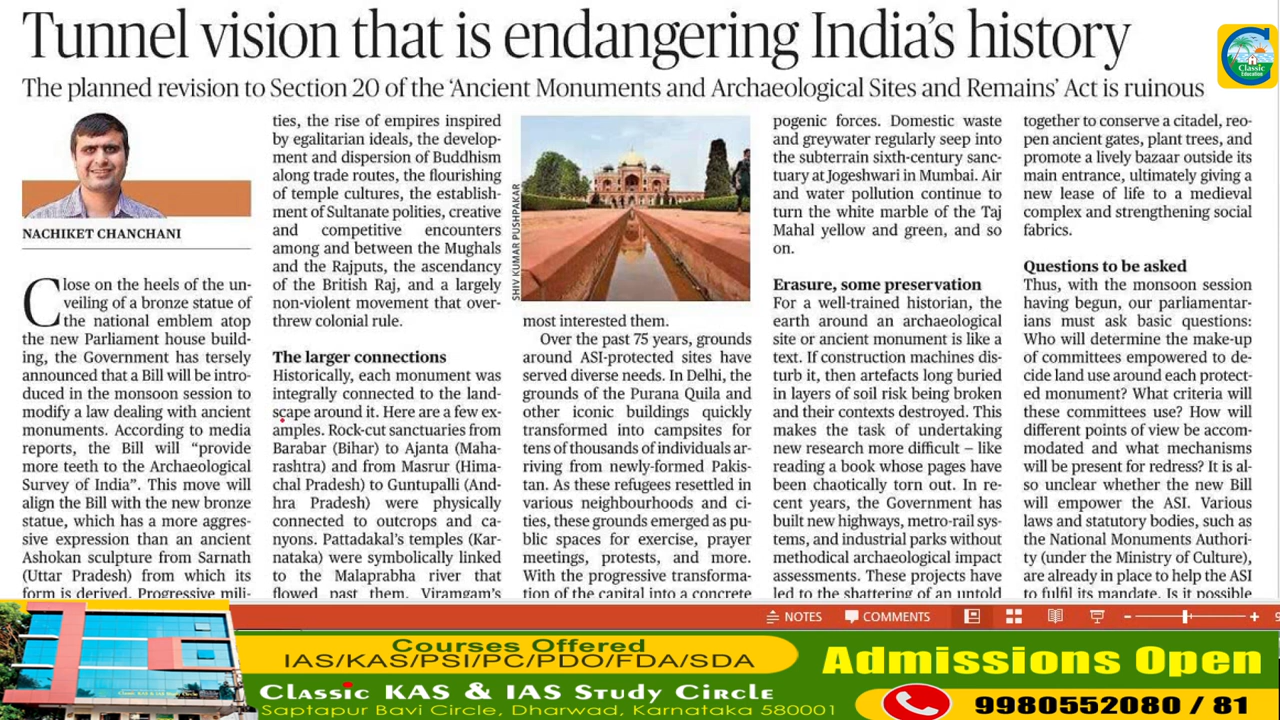 Tunnel vision that is endangering India's history
The planned revision to Section 20 of the 'Ancient Monuments and Archaeological Sites and Remains' Act is ruinous
Classic
Education
NACHIKET CHANCHANI
Close on the heels of the un-
veiling of a bronze statue of
the national emblem atop
the new Parliament house build-
ing, the Government has tersely
announced that a Bill will be intro-
duced in the monsoon session to
modify a law dealing with ancient
monuments. According to media
reports, the Bill will “provide
more teeth to the Archaeological
Survey of India”. This move will
align the Bill with the new bronze
statue, which has a more aggres-
sive expression than an ancient
Ashokan sculpture from Sarnath
(Uttar Pradesh) from which its
form is derived. Progressive mili-
ties, the rise of empires inspired
by egalitarian ideals, the develop-
ment and dispersion of Buddhism
along trade routes, the flourishing
of temple cultures, the establish-
ment of Sultanate polities, creative
and competitive encounters
among and between the Mughals
and the Rajputs, the ascendancy
of the British Raj, and a largely
non-violent movement that over-
threw colonial rule.
The larger connections
Historically, each monument was
integrally connected to the land-
scape around it. Here are a few ex-
amples. Rock-cut sanctuaries from
Barabar (Bihar) to Ajanta (Maha-
rashtra) and from Masrur (Hima-
chal Pradesh) to Guntupalli (And-
hra Pradesh) were physically
connected to outcrops and ca-
nyons. Pattadakal's temples (Kar-
nataka) were symbolically linked
to the Malaprabha river that
flowed past them. Viramgam's
SHIV KUMAR PUSHPAKAR
most interested them.
Over the past 75 years, grounds
around ASI-protected sites have
served diverse needs. In Delhi, the
grounds of the Purana Quila and
other iconic buildings quickly
transformed into campsites for
tens of thousands of individuals ar-
riving from newly-formed Pakis-
tan. As these refugees resettled in
various neighbourhoods and ci-
ties, these grounds emerged as pu-
blic spaces for exercise, prayer
meetings, protests, and more.
With the progressive transforma-
tion of the capital into a concrete
pogenic forces. Domestic waste
and greywater regularly seep into
the subterrain sixth-century sanc-
tuary at Jogeshwari in Mumbai. Air
and water pollution continue to
turn the white marble of the Taj
Mahal yellow and green, and so
on.
Erasure, some preservation
For a well-trained historian, the
earth around an archaeological
site or ancient monument is like a
text. If construction machines dis-
turb it, then artefacts long buried
in layers of soil risk being broken
and their contexts destroyed. This
makes the task of undertaking
new research more difficult – like
reading a book whose pages have
been chaotically torn out. In re-
cent years, the Government has
built new highways, metro-rail sys-
tems, and industrial parks without
methodical archaeological impact
assessments. These projects have
led to the shattering of an untold
together to conserve a citadel, reo-
pen ancient gates, plant trees, and
promote a lively bazaar outside its
main entrance, ultimately giving a
new lease of life to a medieval
complex and strengthening social
fabrics.
Questions to be asked
Thus, with the monsoon session
having begun, our parliamentar-
ians must ask basic questions:
Who will determine the make-up
of committees empowered to de-
cide land use around each protect-
ed monument? What criteria will
these committees use? How will
different points of view be accom-
modated and what mechanisms
will be present for redress? It is al-
so unclear whether the new Bill
will empower the ASI. Various
laws and statutory bodies, such as
the National Monuments Authori-
ty (under the Ministry of Culture),
are already in place to help the ASI
to fulfil its mandate. Is it possible
NOTES
COMMENTS
Courses Offered
IAS/KAS/PSI/PC/PDO/FDA/SDA
Classic KAS & IAS Study Circle
Saptapur Bavi Circle, Dharwad, Karnataka 580001
Admissions Open
9980552080 / 81